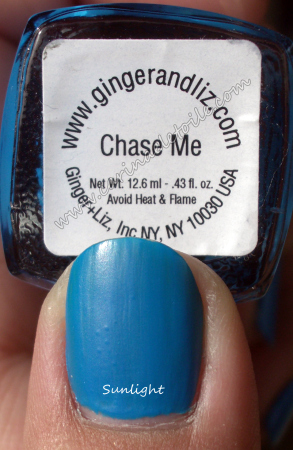 www.gingerandliz.com
Chase Me
Net. Wt. 12.6 ml - .43 fl. oz.
Avoid Heat & Flame
Ginger+Liz, Inc NY, NY 10030 USA
Sunlight